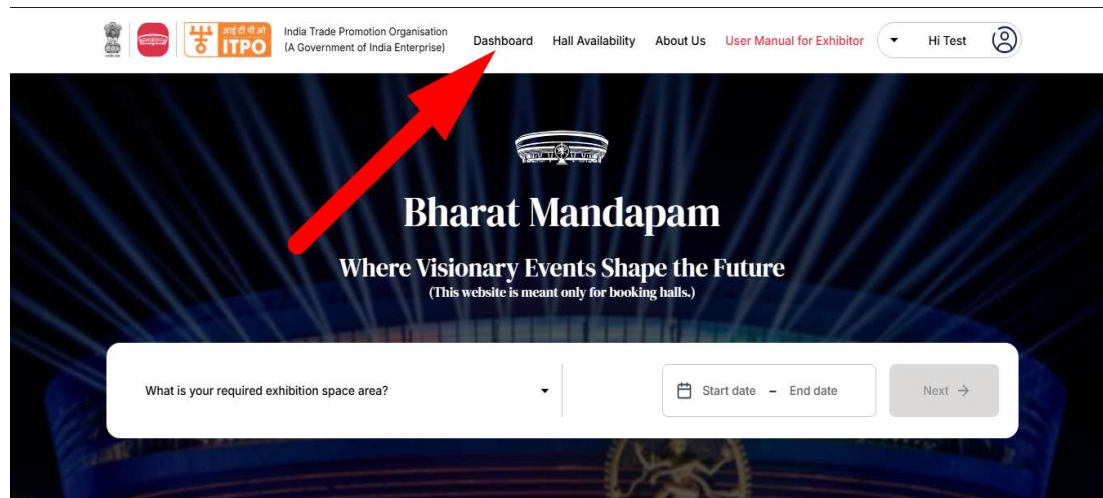 आई टी पी ओ
ITPO
India Trade Promotion Organisation
(A Government of India Enterprise)
Dashboard
Hall Availability
About Us
User Manual for Exhibitor
Hi Test
Bharat Mandapam
Where Visionary Events Shape the Future
(This website is meant only for booking halls.)
What is your required exhibition space area?
Start date – End date
Next →